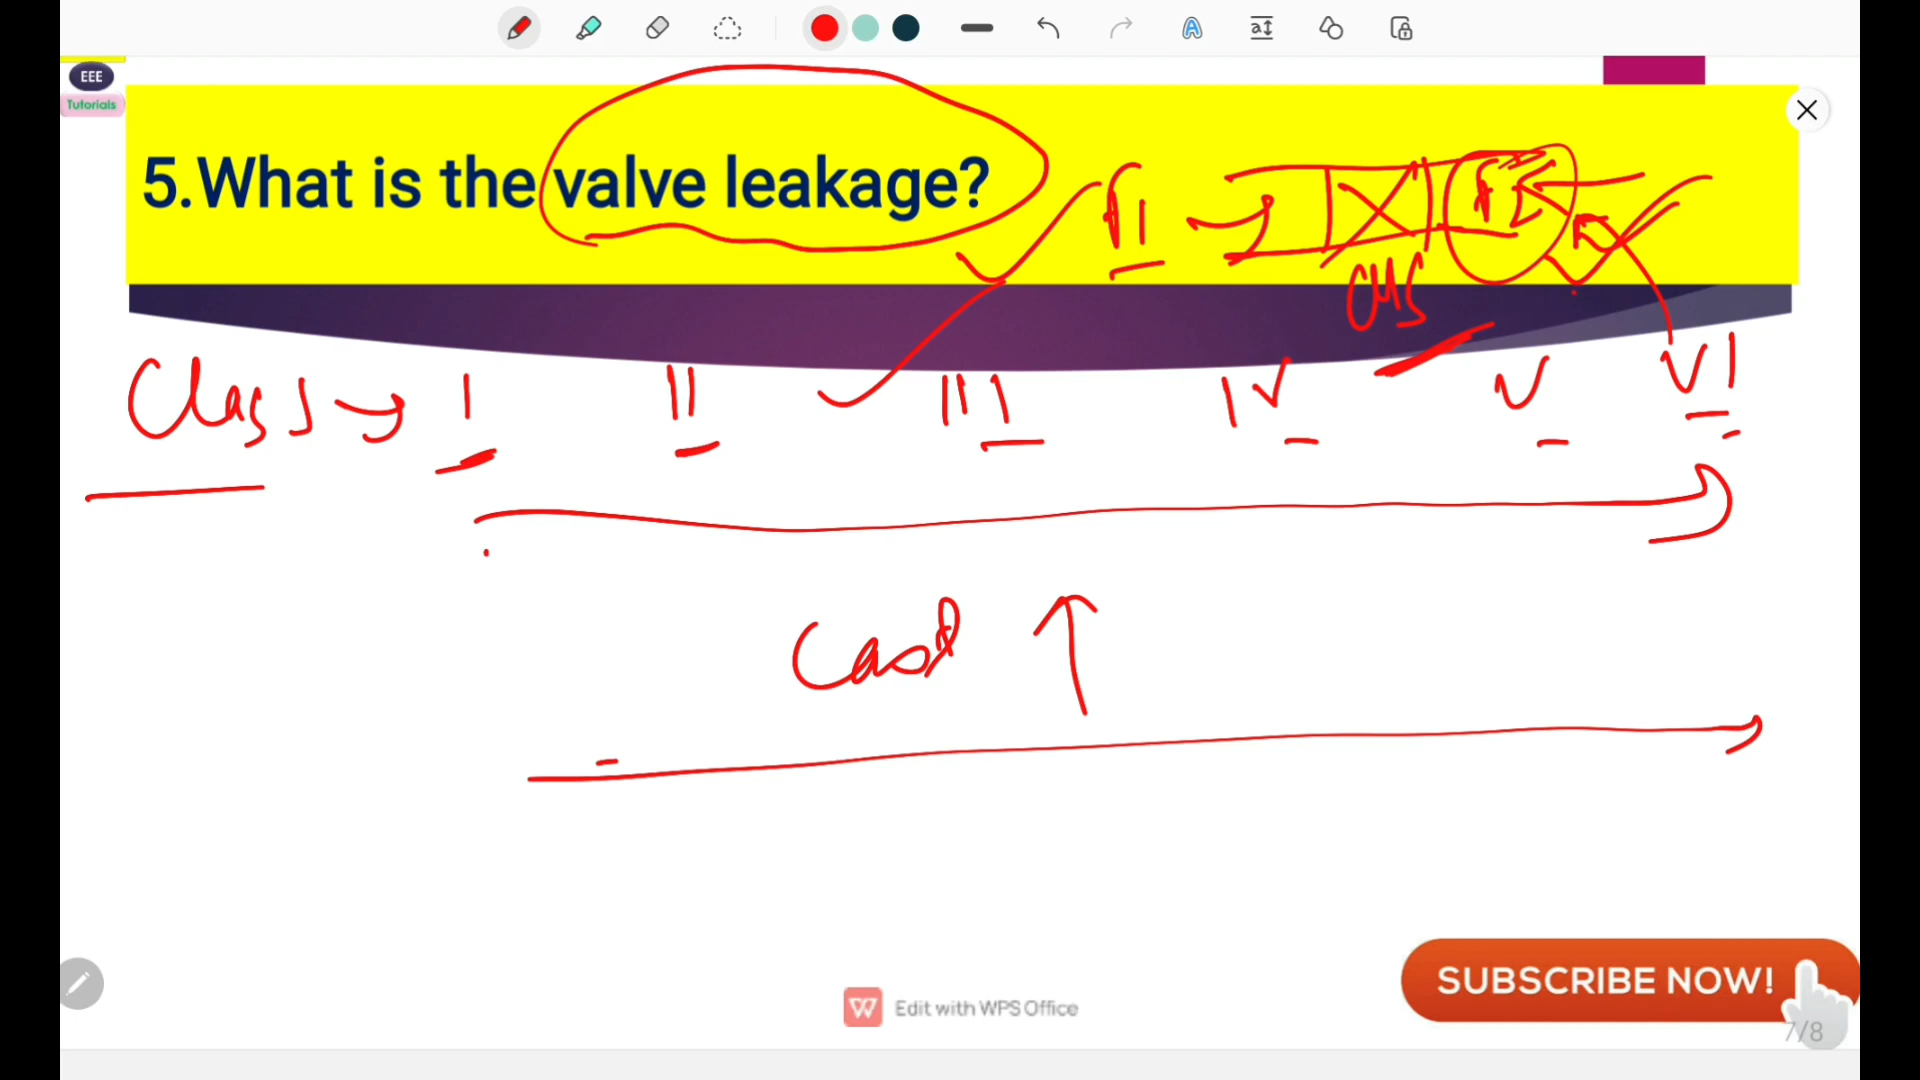 EEE
Tutorials
5.What is the valve leakage?
Class → I II III IV V VI
Cost ↑
Edit with WPS Office
SUBSCRIBE NOW!
7/8